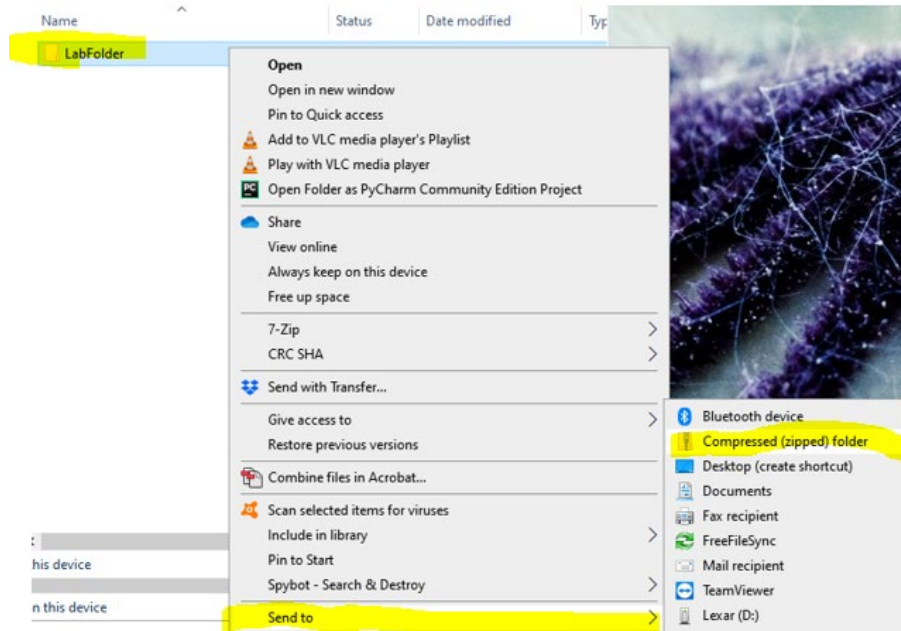 Name Status Date modified Typ
LabFolder
Open
Open in new window
Pin to Quick access
Add to VLC media player's Playlist
Play with VLC media player
PC Open Folder as PyCharm Community Edition Project
Share
View online
Always keep on this device
Free up space
7-Zip
CRC SHA
Send with Transfer...
Give access to
Restore previous versions
Combine files in Acrobat...
Scan selected items for viruses
Include in library
Pin to Start
Spybot - Search & Destroy
Send to
Bluetooth device
Compressed (zipped) folder
Desktop (create shortcut)
Documents
Fax recipient
FreeFileSync
Mail recipient
TeamViewer
Lexar (D:)
his device
n this device